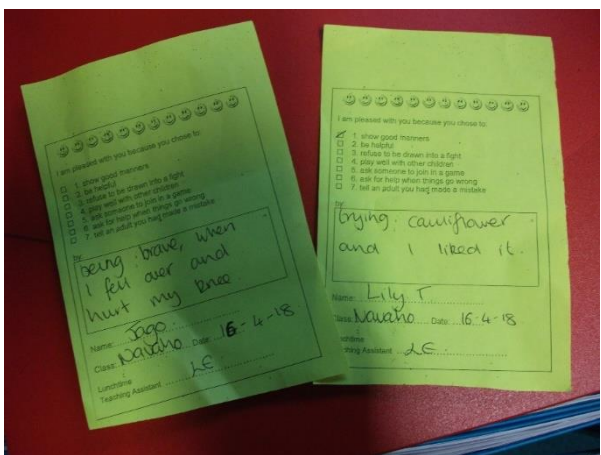 I am pleased with you because you chose to:
1. show good manners
2. be helpful
3. refuse to be drawn into a fight
4. play well with other children
5. ask someone to join in a game
6. ask for help when things go wrong
7. tell an adult you had made a mistake
by
being brave, when
I fell over and
hurt my knee
Name: Jago
Class: Navaho Date: 16-4-18
Lunchtime
Teaching Assistant LE
I am pleased with you because you chose to:
1. show good manners
2. be helpful
3. refuse to be drawn into a fight
4. play well with other children
5. ask someone to join in a game
6. ask for help when things go wrong
7. tell an adult you had made a mistake
by
trying cauliflower
and I liked it.
Name: Lily T
Class: Navaho Date: 16-4-18
Lunchtime
Teaching Assistant LE